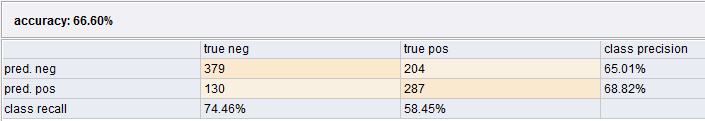 accuracy: 66.60%
true neg true pos class precision
pred. neg 379 204 65.01%
pred. pos 130 287 68.82%
class recall 74.46% 58.45%